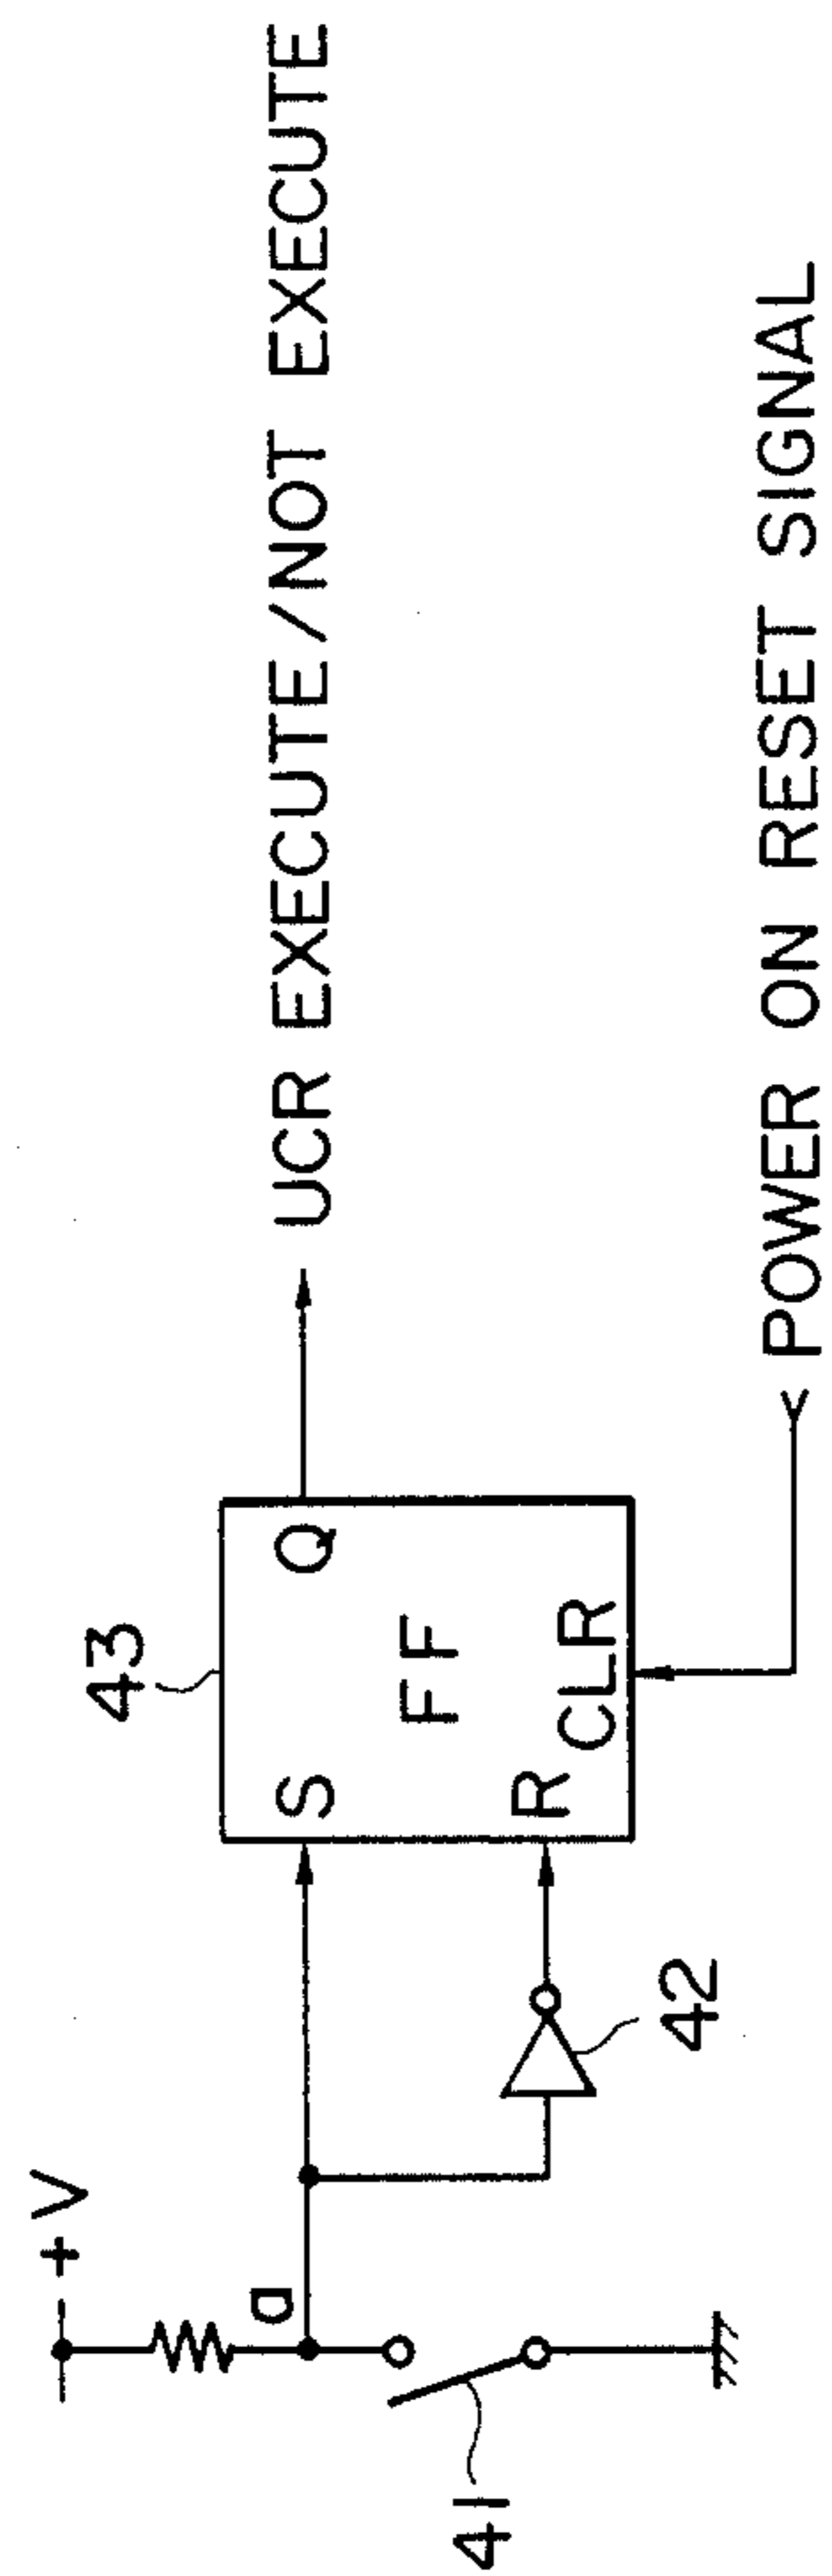 +V
a
41
42
43
S
Q
FF
R
CLR
UCR EXECUTE/NOT EXECUTE
POWER ON RESET SIGNAL